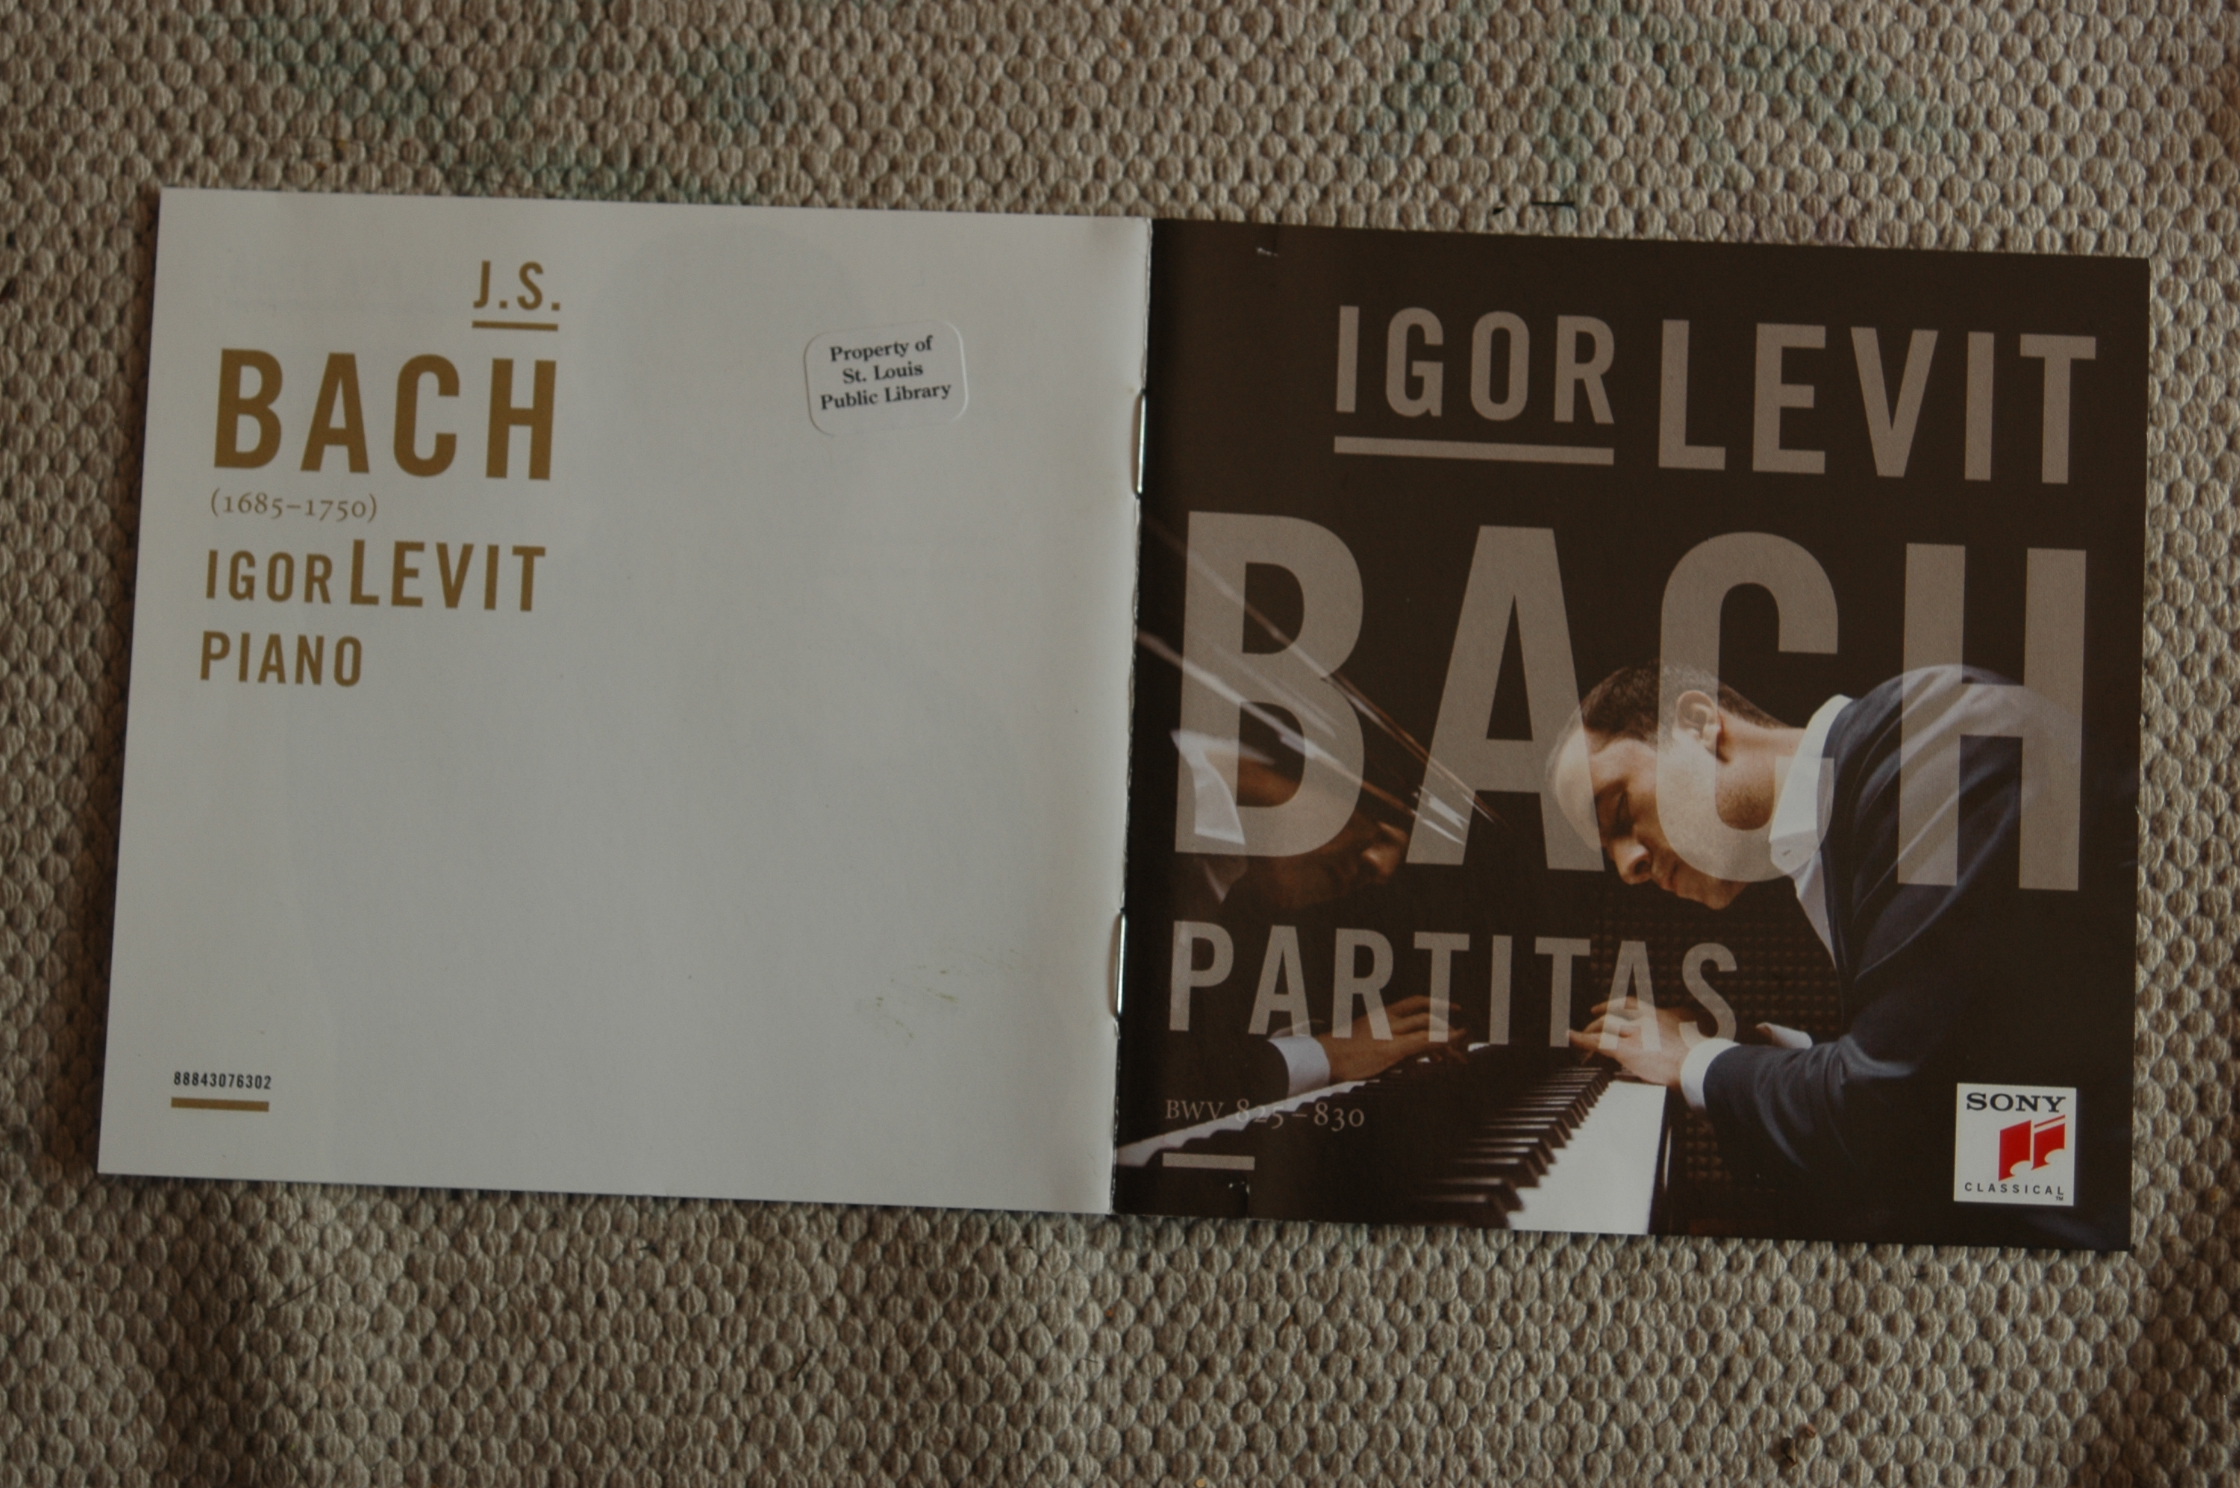 IGOR LEVIT
BACH
PARTITAS
BWV 825–830
SONY
CLASSICAL™
J.S.
BACH
(1685–1750)
IGOR LEVIT
PIANO
Property of
St. Louis
Public Library
88843076302